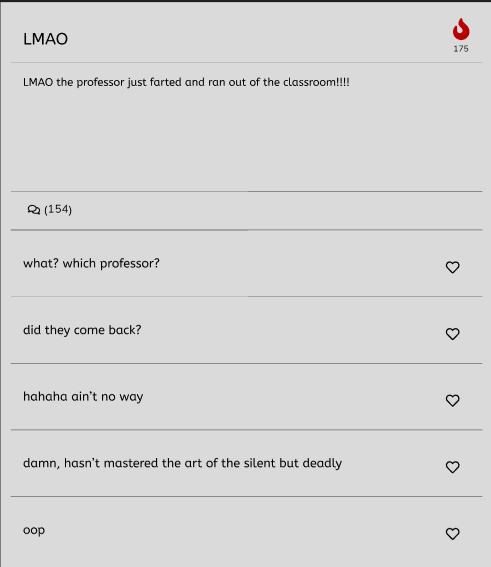 LMAO
175
LMAO the professor just farted and ran out of the classroom!!!!
(154)
what? which professor?
did they come back?
hahaha ain't no way
damn, hasn't mastered the art of the silent but deadly
oop